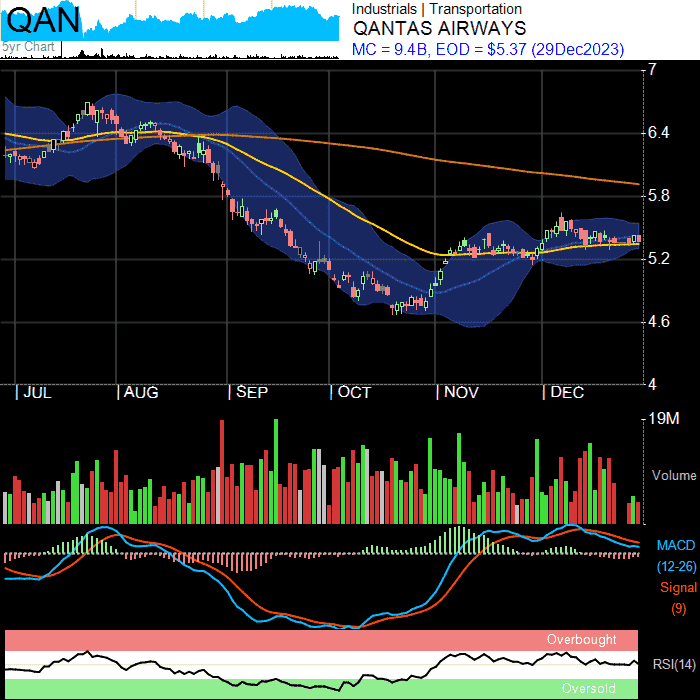 QAN
5yr Chart
Industrials | Transportation
QANTAS AIRWAYS
MC = 9.4B, EOD = $5.37 (29Dec2023)
7
6.4
5.8
5.2
4.6
4
| JUL | AUG | SEP | OCT | NOV | DEC
19M
Volume
MACD
(12-26)
Signal
(9)
Overbought
RSI(14)
Oversold